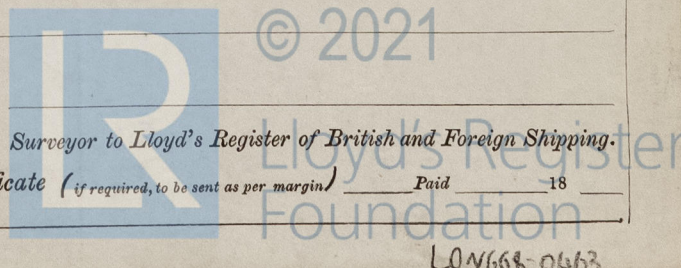 © 2021
Surveyor to Lloyd's Register of British and Foreign Shipping.
Lloyd's Register
icate (if required, to be sent as per margin) Paid 18
Foundation
LON668-0463